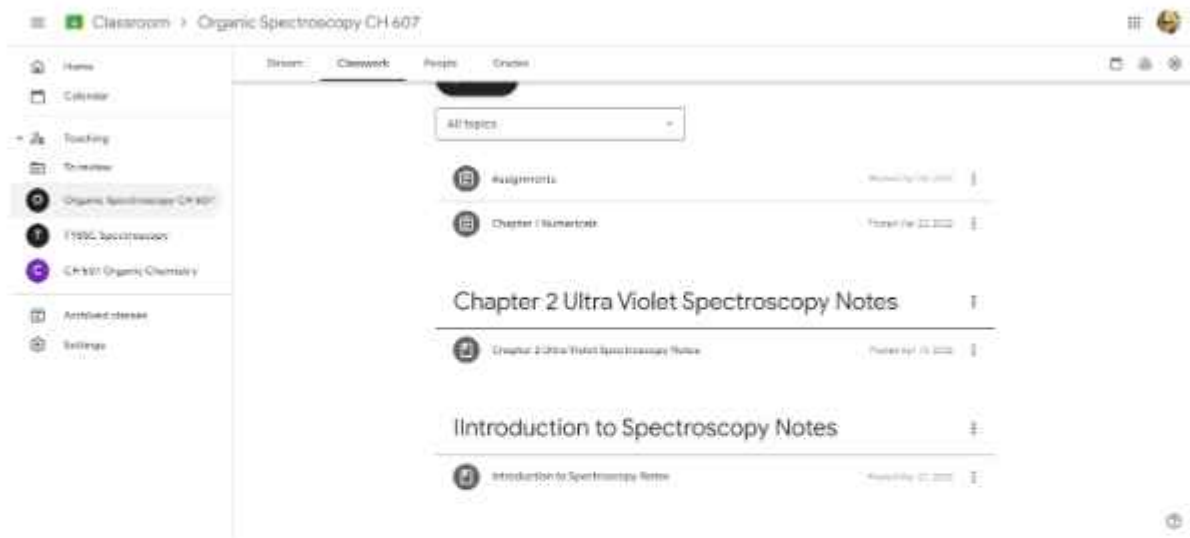 Classroom > Organic Spectroscopy CH 607
Home
Calendar
Teaching
To review
Organic Spectroscopy CH 607
TYBSC Spectroscopy
CH 601 Organic Chemistry
Archived classes
Settings
Stream Classwork People Grades
All topics
Assignments
Chapter 1 Numericals
Chapter 2 Ultra Violet Spectroscopy Notes
Chapter 2 Ultra Violet Spectroscopy Notes
IIntroduction to Spectroscopy Notes
Introduction to Spectroscopy Notes